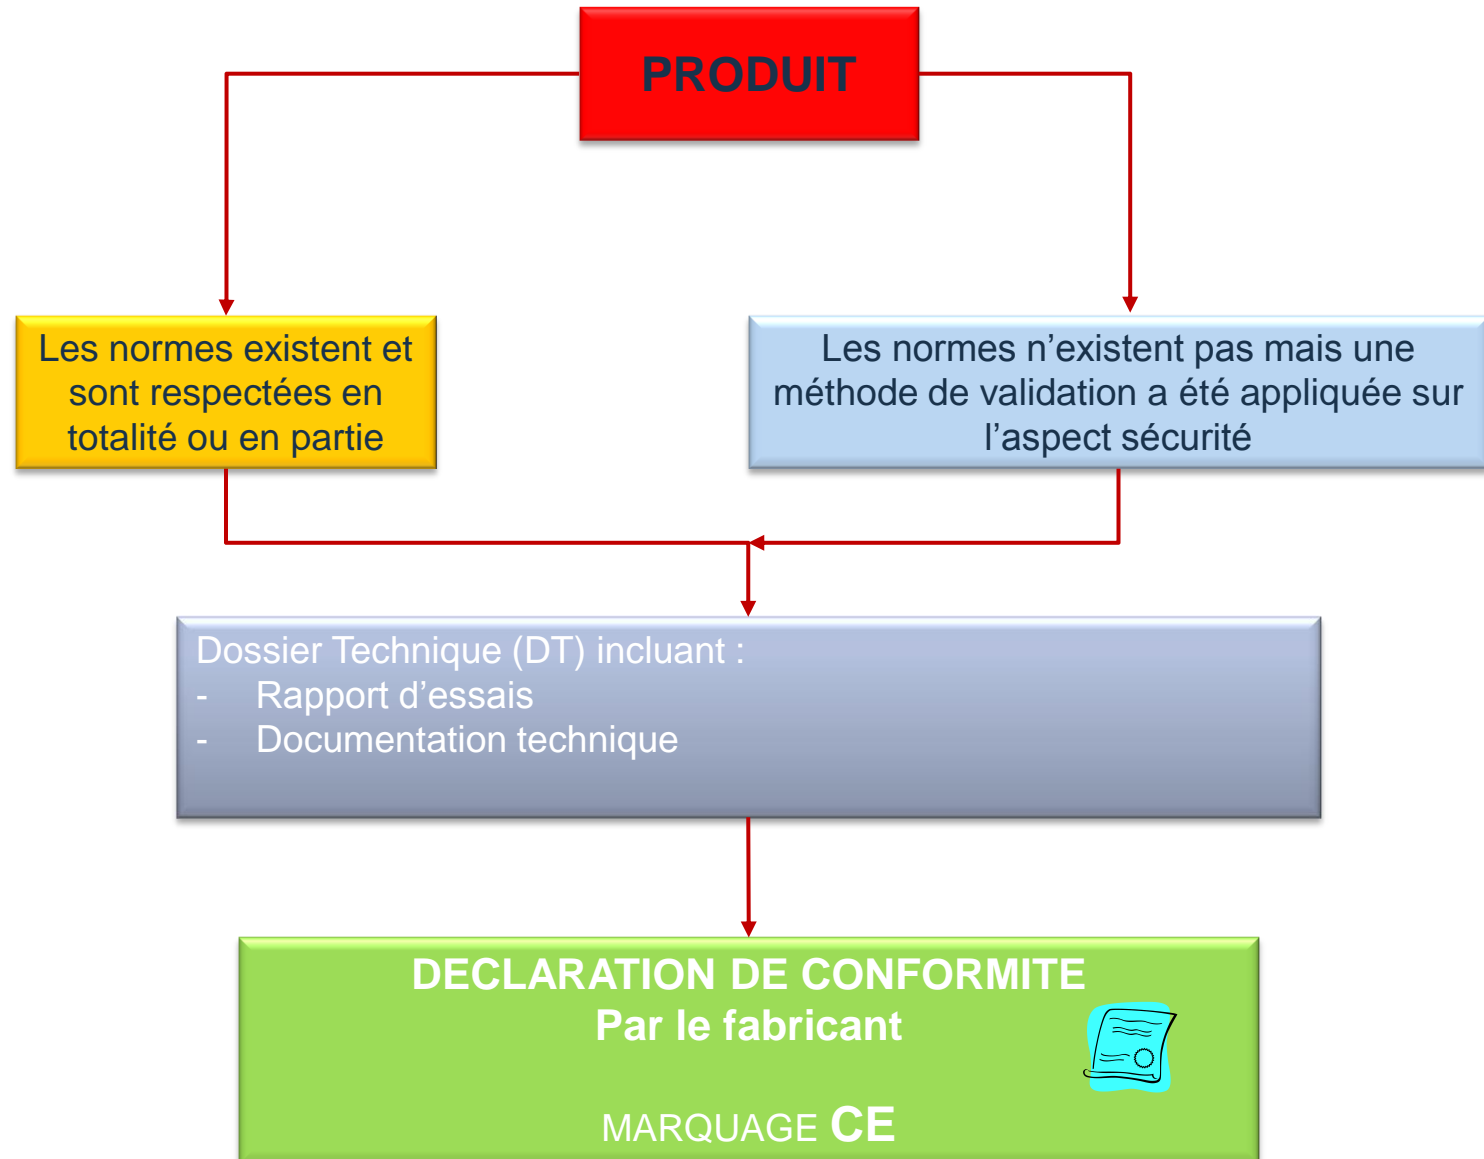 PRODUIT
Les normes existent et
sont respectées en
totalité ou en partie
Les normes n’existent pas mais une
méthode de validation a été appliquée sur
l’aspect sécurité
Dossier Technique (DT) incluant :
- Rapport d’essais
- Documentation technique
DECLARATION DE CONFORMITE
Par le fabricant
MARQUAGE CE